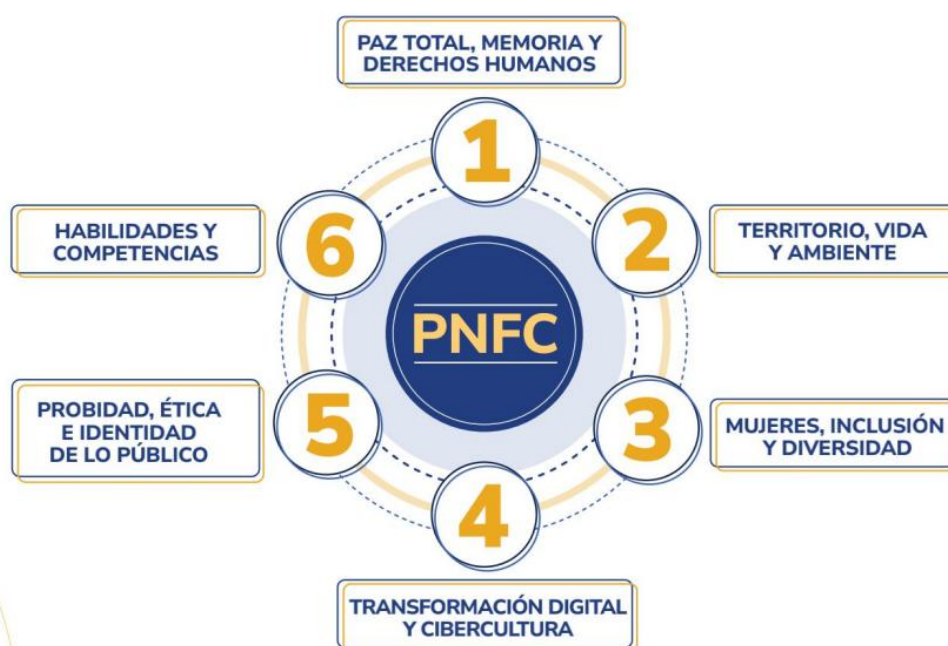 PAZ TOTAL, MEMORIA Y
DERECHOS HUMANOS
1
2
TERRITORIO, VIDA
Y AMBIENTE
3
MUJERES, INCLUSIÓN
Y DIVERSIDAD
4
TRANSFORMACIÓN DIGITAL
Y CIBERCULTURA
5
PROBIDAD, ÉTICA
E IDENTIDAD
DE LO PÚBLICO
6
HABILIDADES Y
COMPETENCIAS
PNFC